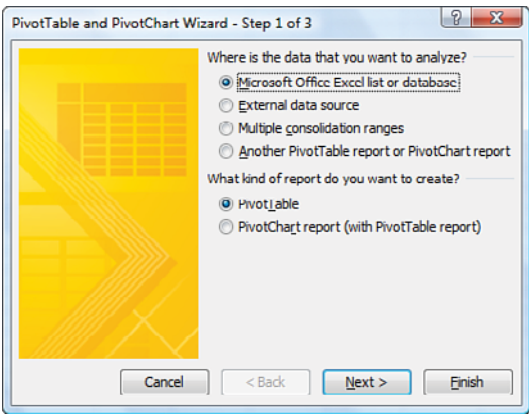 PivotTable and PivotChart Wizard - Step 1 of 3
?
X
Where is the data that you want to analyze?
Microsoft Office Excel list or database
External data source
Multiple consolidation ranges
Another PivotTable report or PivotChart report
What kind of report do you want to create?
PivotTable
PivotChart report (with PivotTable report)
Cancel
< Back
Next >
Finish